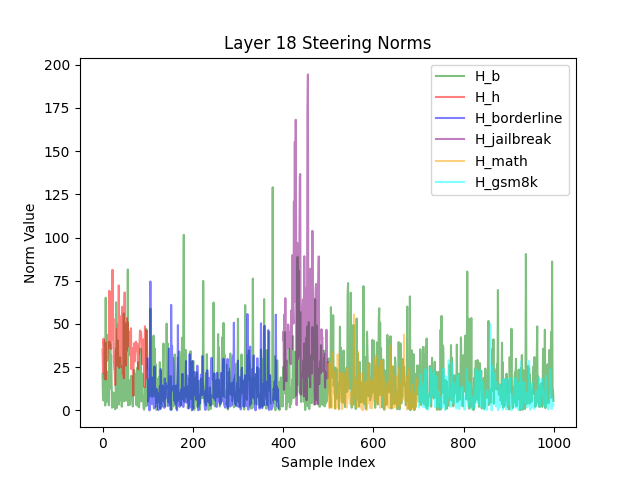 Layer 18 Steering Norms
200
175
150
125
100
75
50
25
0
Norm Value
H_b
H_h
H_borderline
H_jailbreak
H_math
H_gsm8k
0
200
400
600
800
1000
Sample Index